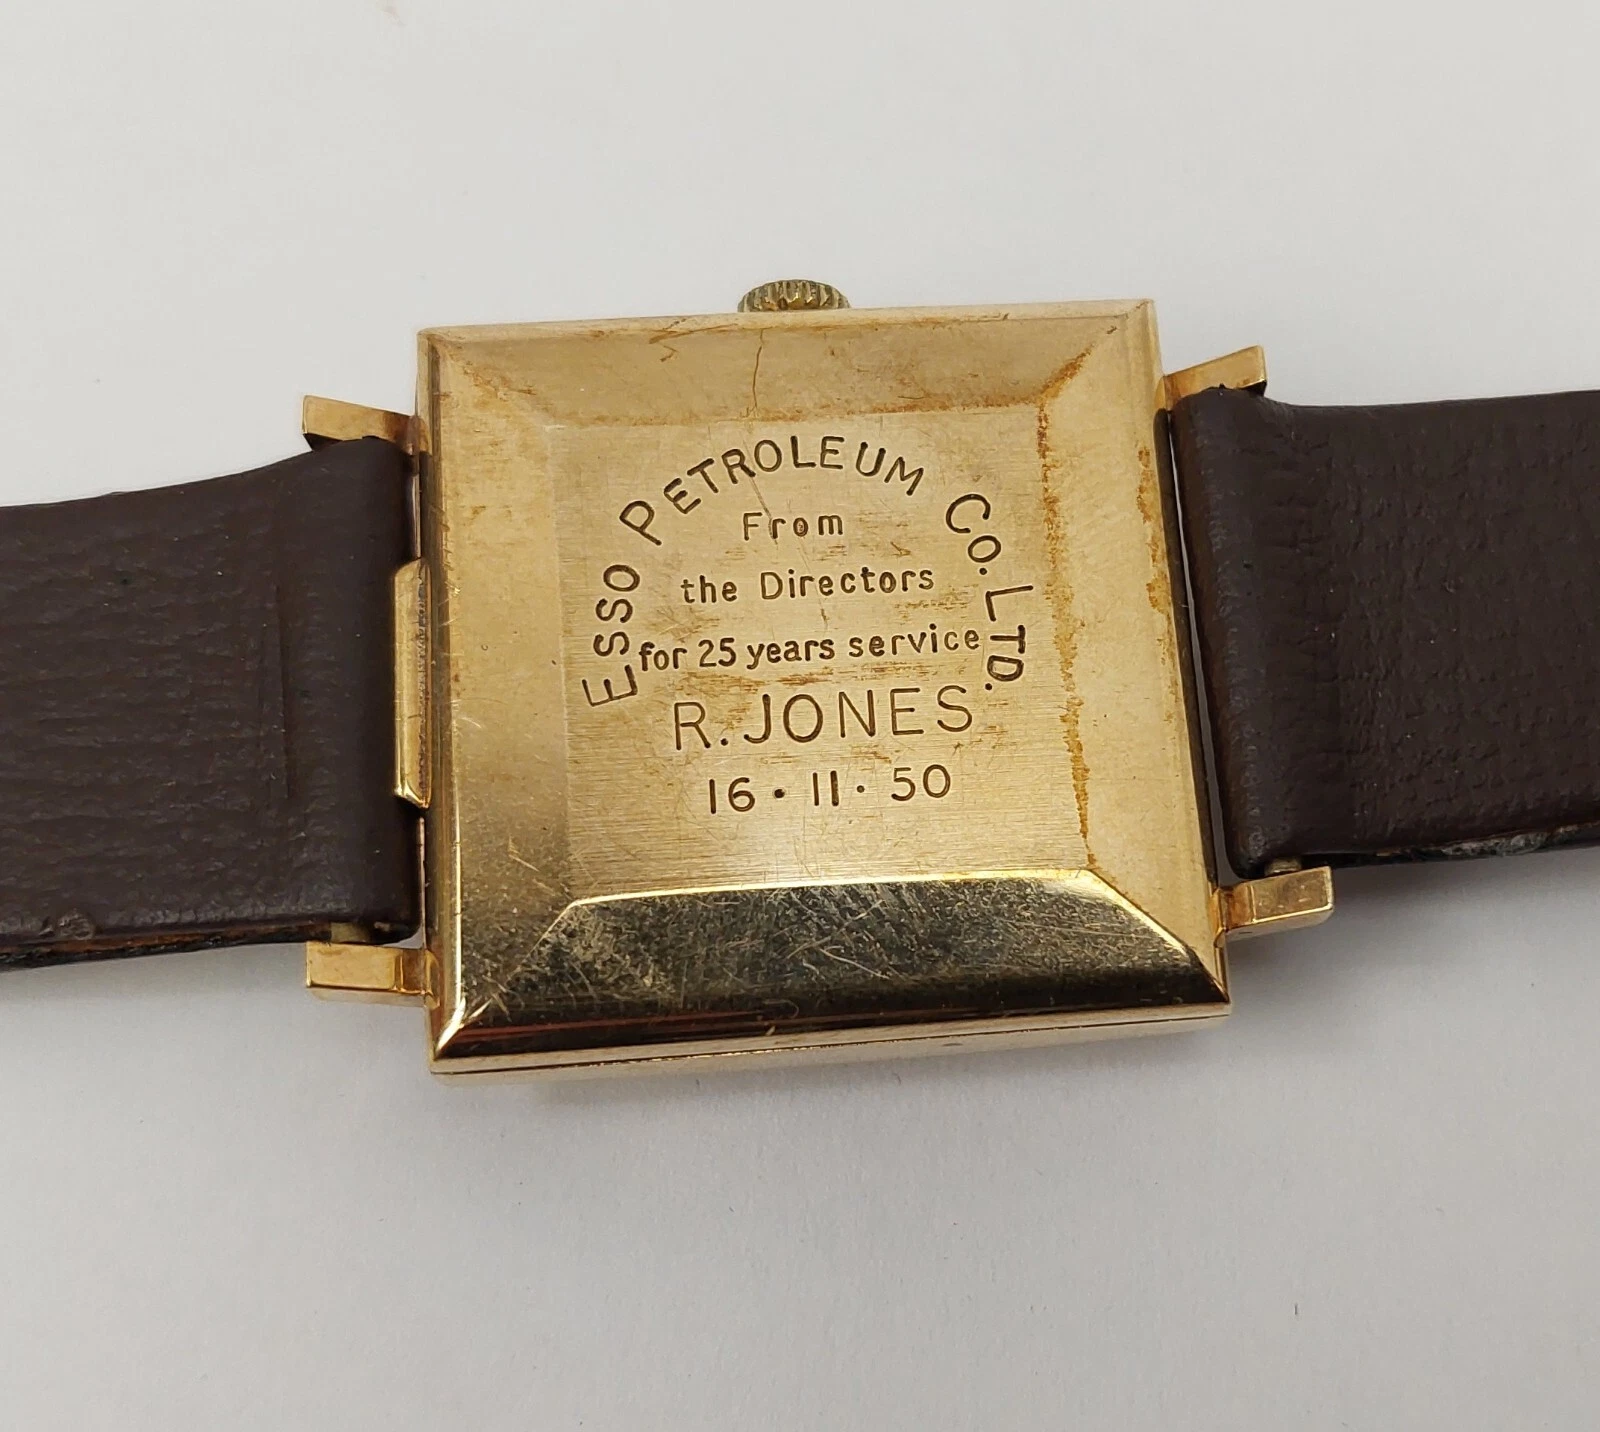 ESSO PETROLEUM CO. LTD.
From
the Directors
for 25 years service
R. JONES
16 · 11 · 50